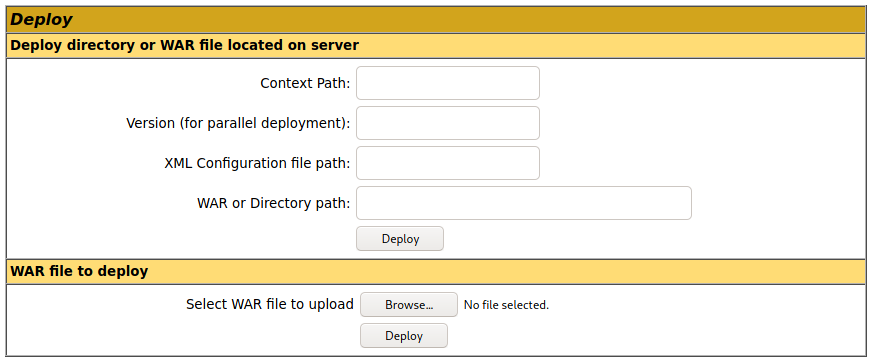 Deploy
Deploy directory or WAR file located on server
Context Path:
Version (for parallel deployment):
XML Configuration file path:
WAR or Directory path:
Deploy
WAR file to deploy
Select WAR file to upload Browse... No file selected.
Deploy